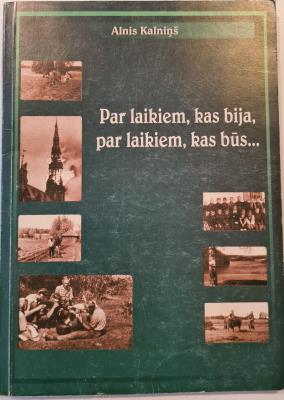 Alnis Kalniņš
Par laikiem, kas bija,
par laikiem, kas būs...